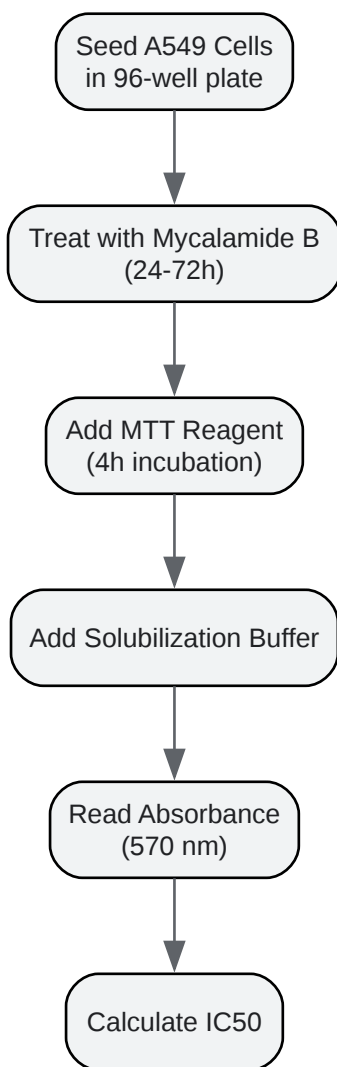 Seed A549 Cells
in 96-well plate
Treat with Mycalamide B
(24-72h)
Add MTT Reagent
(4h incubation)
Add Solubilization Buffer
Read Absorbance
(570 nm)
Calculate IC50